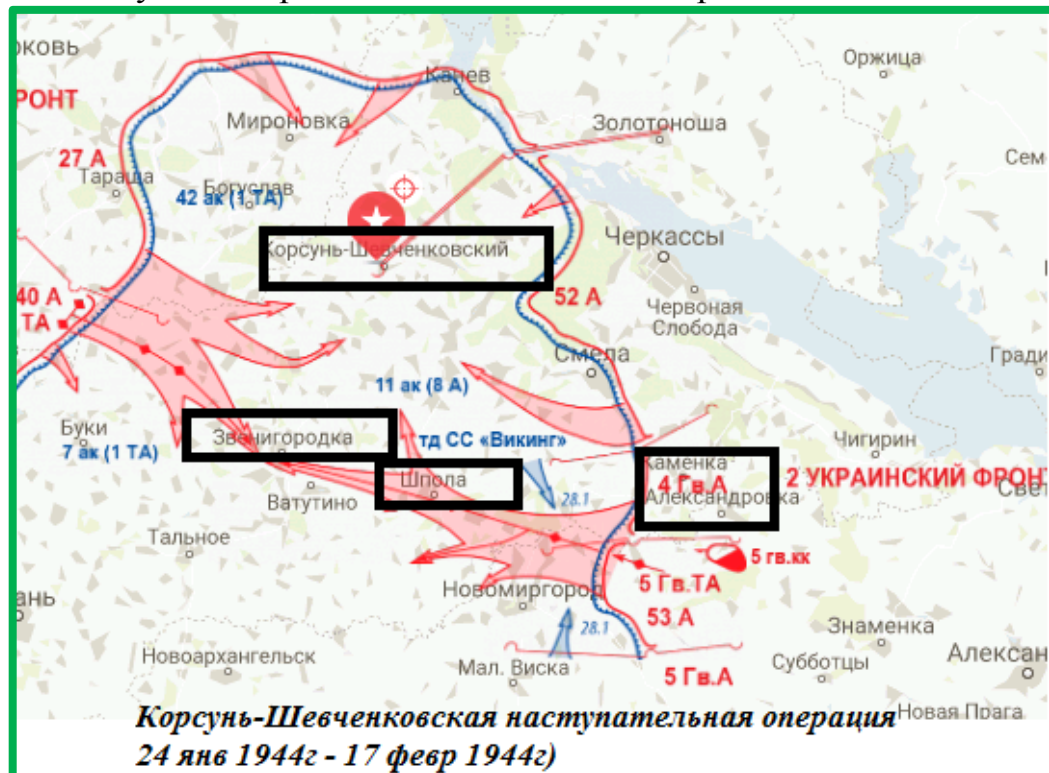 оковь
Канев
Оржица
РОНТ
Мироновка
Золотоноша
27 А
Сем
Тараща
Богуслав
42 ак (1 ТА)
Корсунь-Шевченковский
Черкассы
40 А
52 А
ТА
Червоная
Слобода
Смела
Гради
11 ак (8 А)
Буки
Звенигородка
тд СС «Викинг»
Чигирин
7 ак (1 ТА)
Каменка
Шпола
4 Гв.А
2 УКРАИНСКИЙ ФРОНТ
28.1
Александровка
Свет
Ватутино
Тальное
5 гв.кк
Новомиргород
5 Гв.ТА
ань
53 А
28.1
Знаменка
Новоархангельск
Мал. Виска
Субботцы
Алексан
5 Гв.А
Новая Прага
Корсунь-Шевченковская наступательная операция
24 янв 1944г - 17 февр 1944г)